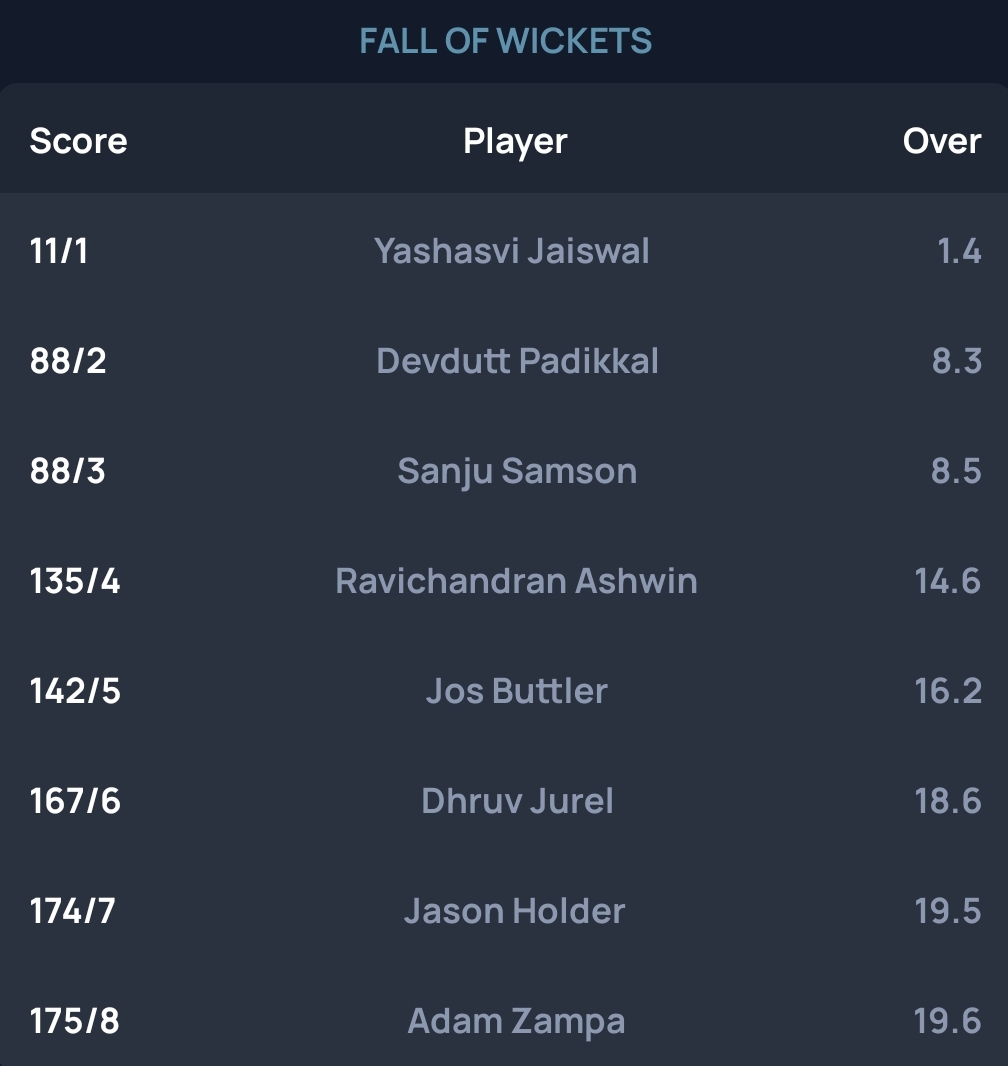 FALL OF WICKETS
Score Player Over
11/1 Yashasvi Jaiswal 1.4
88/2 Devdutt Padikkal 8.3
88/3 Sanju Samson 8.5
135/4 Ravichandran Ashwin 14.6
142/5 Jos Buttler 16.2
167/6 Dhruv Jurel 18.6
174/7 Jason Holder 19.5
175/8 Adam Zampa 19.6